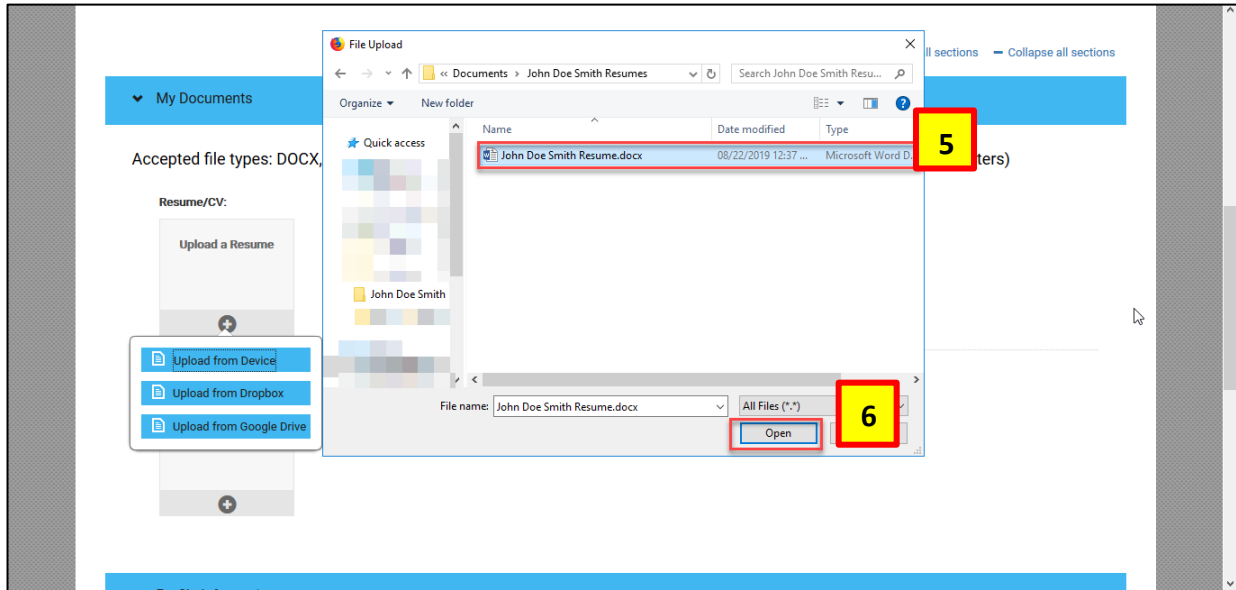 File Upload
ll sections − Collapse all sections
« Documents › John Doe Smith Resumes
Search John Doe Smith Resu...
My Documents
Organize New folder
?
Name Date modified Type
5
Quick access
John Doe Smith Resume.docx 08/22/2019 12:37 ... Microsoft Word D
Accepted file types: DOCX, ters)
Resume/CV:
Upload a Resume
John Doe Smith
Upload from Device
Upload from Dropbox
Upload from Google Drive
File name: John Doe Smith Resume.docx All Files (*.*)
6
Open